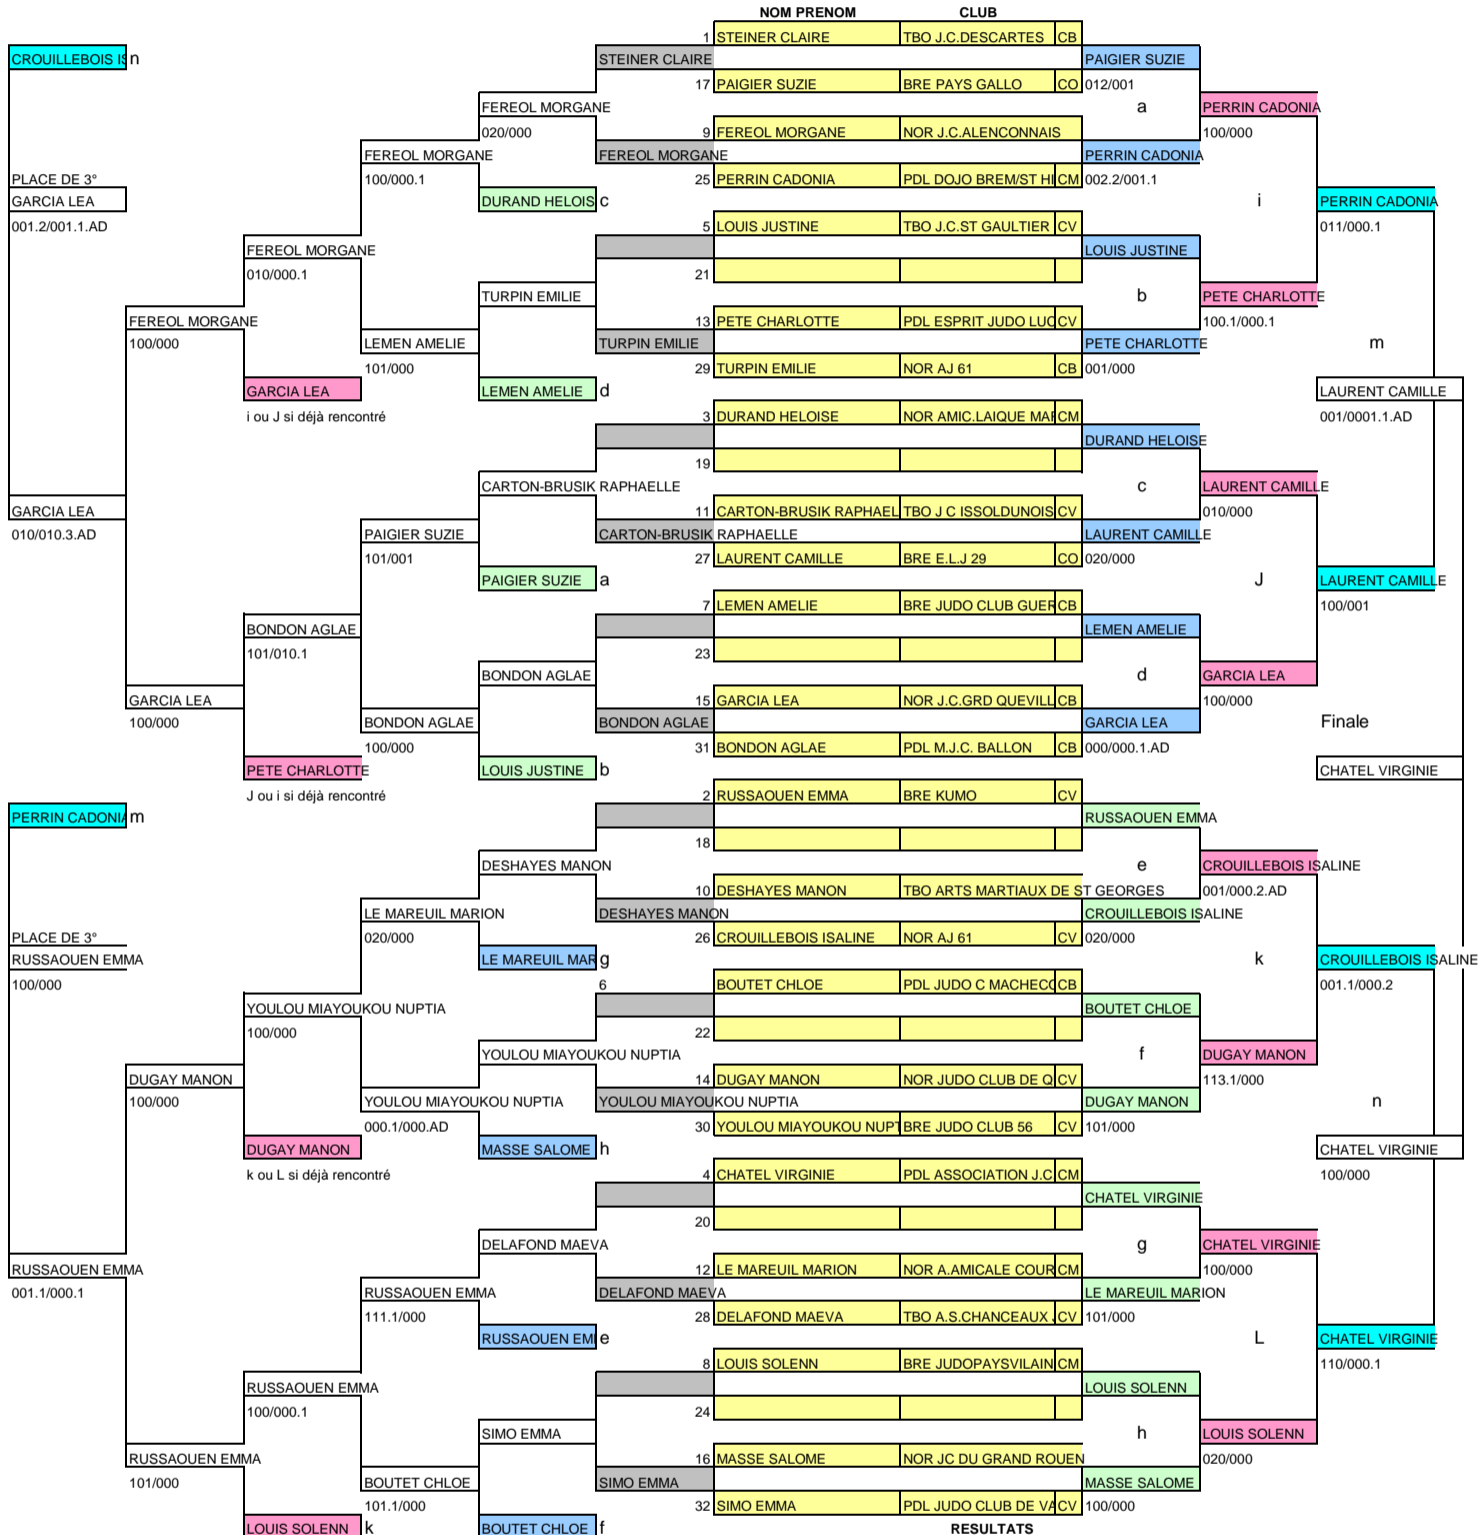 NOM PRENOM CLUB
1 STEINER CLAIRE TBO J.C.DESCARTES CB
CROUILLEBOIS IS n STEINER CLAIRE PAIGIER SUZIE
17 PAIGIER SUZIE BRE PAYS GALLO CO 012/001
FEREOL MORGANE a PERRIN CADONIA
020/000 9 FEREOL MORGANE NOR J.C.ALENCONNAIS 100/000
FEREOL MORGANE FEREOL MORGANE PERRIN CADONIA
PLACE DE 3° 100/000.1 25 PERRIN CADONIA PDL DOJO BREM/ST HI CM 002.2/001.1
GARCIA LEA DURAND HELOIS c i PERRIN CADONIA
001.2/001.1.AD 5 LOUIS JUSTINE TBO J.C.ST GAULTIER CV 011/000.1
FEREOL MORGANE LOUIS JUSTINE
010/000.1 21
TURPIN EMILIE b PETE CHARLOTTE
FEREOL MORGANE 13 PETE CHARLOTTE PDL ESPRIT JUDO LUC CV 100.1/000.1
100/000 LEMEN AMELIE TURPIN EMILIE PETE CHARLOTTE m
101/000 29 TURPIN EMILIE NOR AJ 61 CB 001/000
GARCIA LEA LEMEN AMELIE d LAURENT CAMILLE
i ou J si déjà rencontré 3 DURAND HELOISE NOR AMIC.LAIQUE MAR CM 001/0001.1.AD
DURAND HELOISE
19
CARTON-BRUSIK RAPHAELLE c LAURENT CAMILLE
GARCIA LEA 11 CARTON-BRUSIK RAPHAEL TBO J C ISSOLDUNOIS CV 010/000
010/010.3.AD PAIGIER SUZIE CARTON-BRUSIK RAPHAELLE LAURENT CAMILLE
101/001 27 LAURENT CAMILLE BRE E.L.J 29 CO 020/000
PAIGIER SUZIE a J LAURENT CAMILLE
7 LEMEN AMELIE BRE JUDO CLUB GUER CB 100/001
BONDON AGLAE LEMEN AMELIE
101/010.1 23
BONDON AGLAE d GARCIA LEA
GARCIA LEA 15 GARCIA LEA NOR J.C.GRD QUEVILL CB 100/000
100/000 BONDON AGLAE BONDON AGLAE GARCIA LEA Finale
100/000 31 BONDON AGLAE PDL M.J.C. BALLON CB 000/000.1.AD
PETE CHARLOTTE LOUIS JUSTINE b CHATEL VIRGINIE
J ou i si déjà rencontré 2 RUSSAOUEN EMMA BRE KUMO CV
PERRIN CADONIA m RUSSAOUEN EMMA
18
DESHAYES MANON e CROUILLEBOIS ISALINE
10 DESHAYES MANON TBO ARTS MARTIAUX DE ST GEORGES 001/000.2.AD
LE MAREUIL MARION DESHAYES MANON CROUILLEBOIS ISALINE
PLACE DE 3° 020/000 26 CROUILLEBOIS ISALINE NOR AJ 61 CV 020/000
RUSSAOUEN EMMA LE MAREUIL MAR g k CROUILLEBOIS ISALINE
100/000 6 BOUTET CHLOE PDL JUDO C MACHECO CB 001.1/000.2
YOULOU MIAYOUKOU NUPTIA BOUTET CHLOE
100/000 22
YOULOU MIAYOUKOU NUPTIA f DUGAY MANON
DUGAY MANON 14 DUGAY MANON NOR JUDO CLUB DE Q CV 113.1/000
100/000 YOULOU MIAYOUKOU NUPTIA YOULOU MIAYOUKOU NUPTIA DUGAY MANON n
000.1/000.AD 30 YOULOU MIAYOUKOU NUPT BRE JUDO CLUB 56 CV 101/000
DUGAY MANON MASSE SALOME h CHATEL VIRGINIE
k ou L si déjà rencontré 4 CHATEL VIRGINIE PDL ASSOCIATION J.C CM 100/000
CHATEL VIRGINIE
20
DELAFOND MAEVA g CHATEL VIRGINIE
RUSSAOUEN EMMA 12 LE MAREUIL MARION NOR A.AMICALE COUR CM 100/000
001.1/000.1 RUSSAOUEN EMMA DELAFOND MAEVA LE MAREUIL MARION
111.1/000 28 DELAFOND MAEVA TBO A.S.CHANCEAUX J CV 101/000
RUSSAOUEN EM e L CHATEL VIRGINIE
8 LOUIS SOLENN BRE JUDOPAYSVILAIN CM 110/000.1
RUSSAOUEN EMMA LOUIS SOLENN
100/000.1 24
SIMO EMMA h LOUIS SOLENN
RUSSAOUEN EMMA 16 MASSE SALOME NOR JC DU GRAND ROUEN 020/000
101/000 BOUTET CHLOE SIMO EMMA MASSE SALOME
101.1/000 32 SIMO EMMA PDL JUDO CLUB DE VA CV 100/000
LOUIS SOLENN k BOUTET CHLOE f RESULTATS